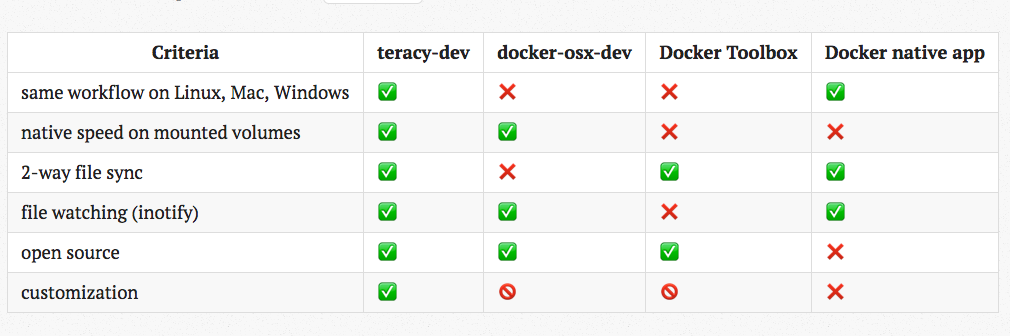 Criteria teracy-dev docker-osx-dev Docker Toolbox Docker native app
same workflow on Linux, Mac, Windows ✅ ❌ ❌ ✅
native speed on mounted volumes ✅ ✅ ❌ ❌
2-way file sync ✅ ❌ ✅ ✅
file watching (inotify) ✅ ✅ ❌ ✅
open source ✅ ✅ ✅ ❌
customization ✅ 🚫 🚫 ❌